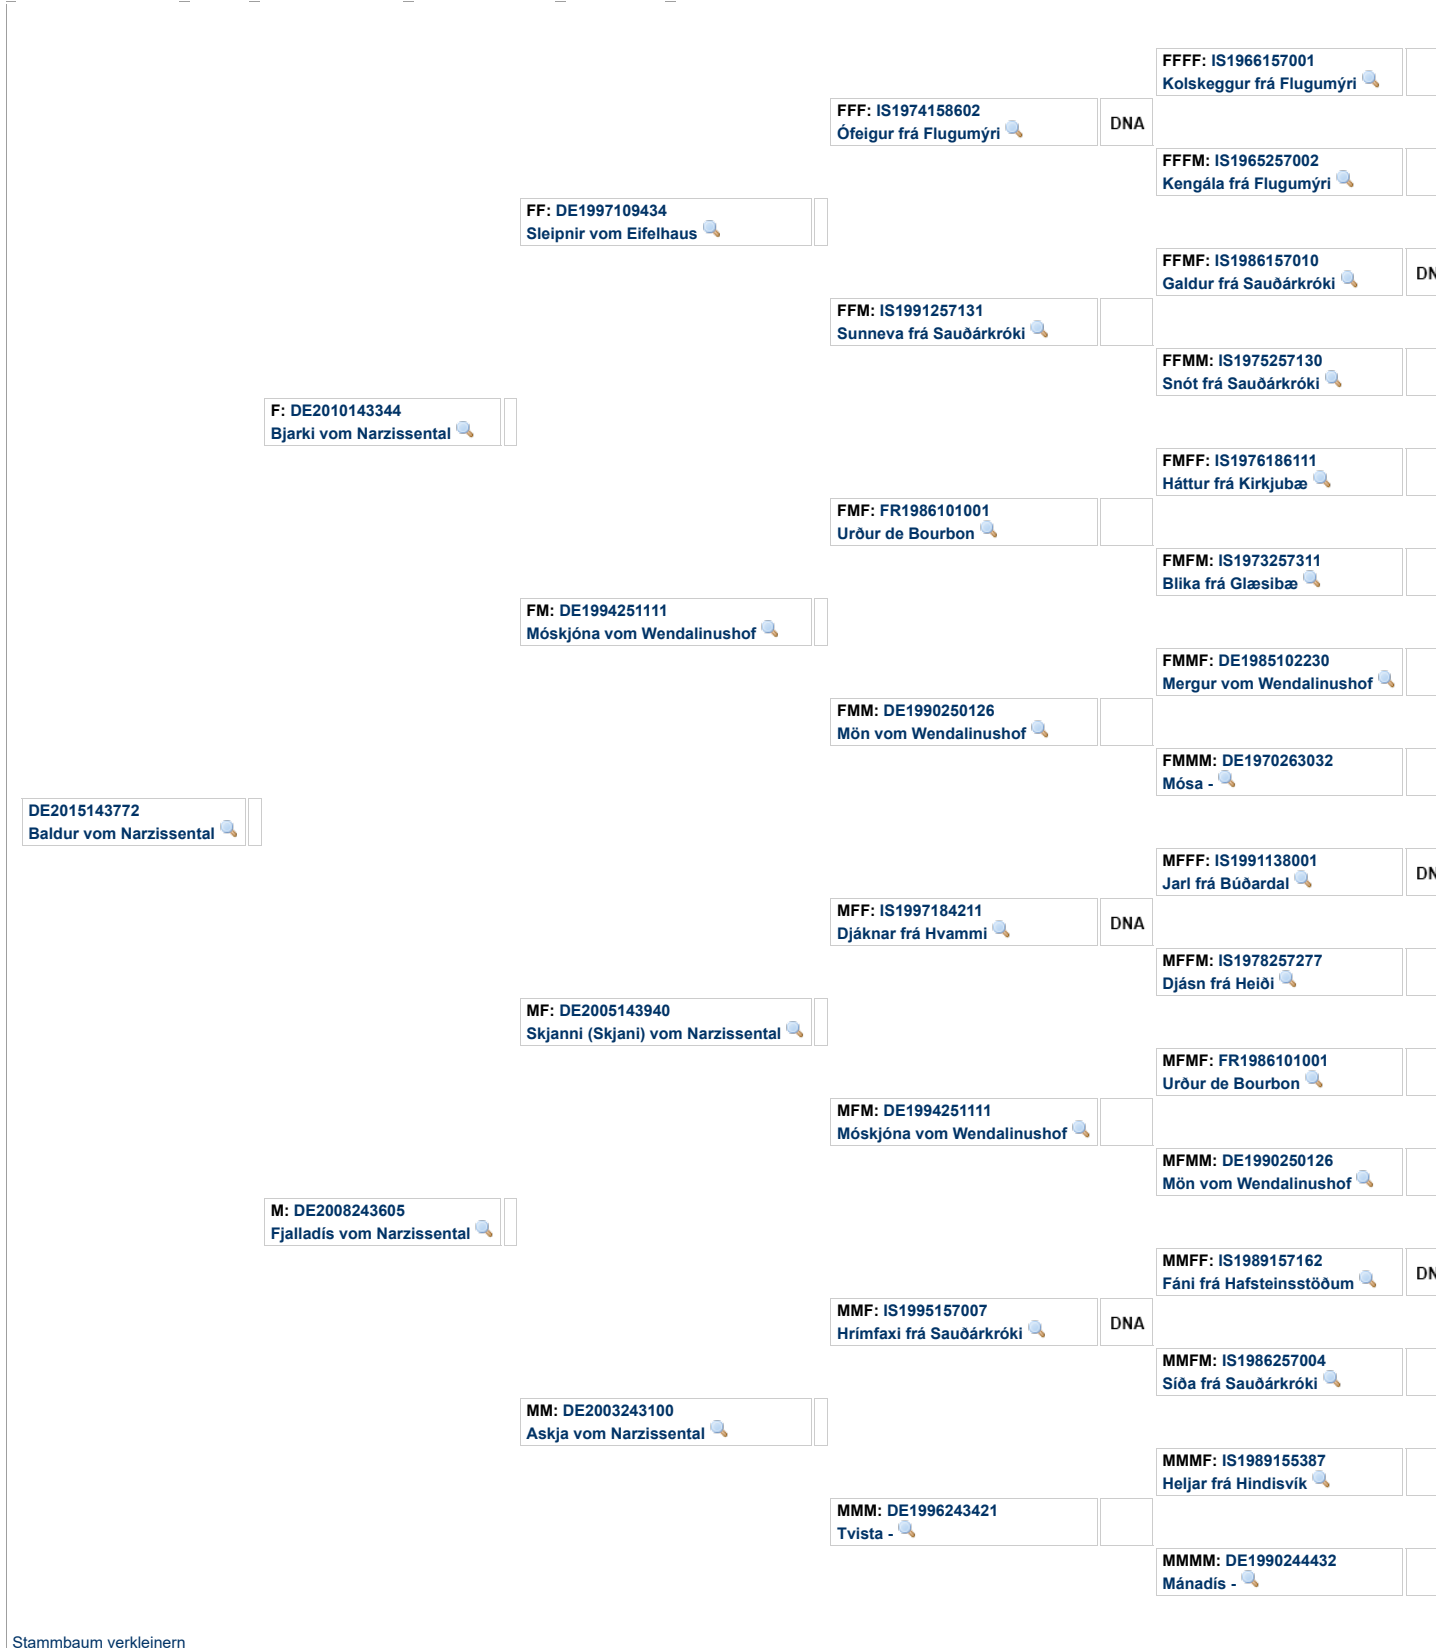 FFFF: IS1966157001
Kolskeggur frá Flugumýri
FFF: IS1974158602
Ófeigur frá Flugumýri
DNA
FFFM: IS1965257002
Kengála frá Flugumýri
FF: DE1997109434
Sleipnir vom Eifelhaus
FFMF: IS1986157010
Galdur frá Sauðárkróki
DN
FFM: IS1991257131
Sunneva frá Sauðárkróki
FFMM: IS1975257130
Snót frá Sauðárkróki
F: DE2010143344
Bjarki vom Narzissental
FMFF: IS1976186111
Háttur frá Kirkjubæ
FMF: FR1986101001
Urður de Bourbon
FMFM: IS1973257311
Blika frá Glæsibæ
FM: DE1994251111
Móskjóna vom Wendalinushof
FMMF: DE1985102230
Mergur vom Wendalinushof
FMM: DE1990250126
Mön vom Wendalinushof
FMMM: DE1970263032
Mósa -
DE2015143772
Baldur vom Narzissental
MFFF: IS1991138001
Jarl frá Búðardal
DN
MFF: IS1997184211
Djáknar frá Hvammi
DNA
MFFM: IS1978257277
Djásn frá Heiði
MF: DE2005143940
Skjanni (Skjani) vom Narzissental
MFMF: FR1986101001
Urður de Bourbon
MFM: DE1994251111
Móskjóna vom Wendalinushof
MFMM: DE1990250126
Mön vom Wendalinushof
M: DE2008243605
Fjalladís vom Narzissental
MMFF: IS1989157162
Fáni frá Hafsteinsstöðum
DN
MMF: IS1995157007
Hrímfaxi frá Sauðárkróki
DNA
MMFM: IS1986257004
Síða frá Sauðárkróki
MM: DE2003243100
Askja vom Narzissental
MMMF: IS1989155387
Heljar frá Hindisvík
MMM: DE1996243421
Tvista -
MMMM: DE1990244432
Mánadís -
Stammbaum verkleinern